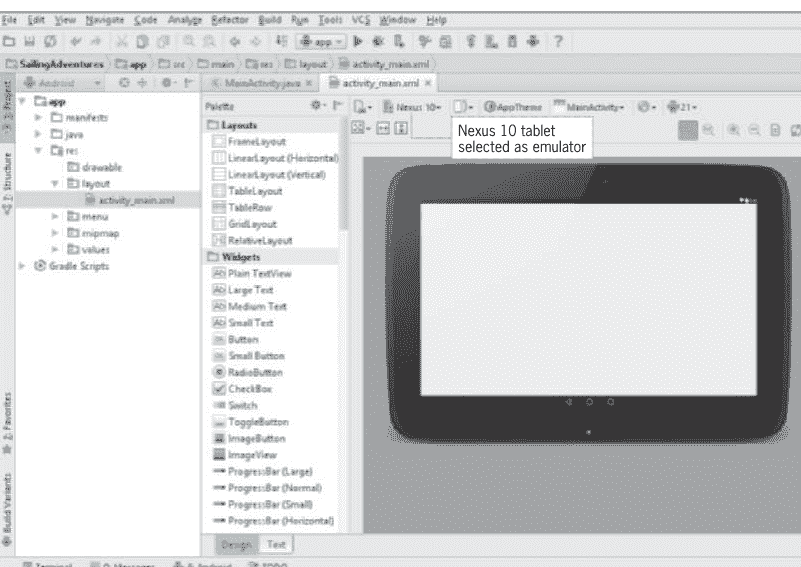 File Edit View Navigate Code Analyze Refactor Build Run Tools VCS Window Help
app
SailingAdventures app src main res layout activity_main.xml
Android
MainActivity.java
activity_main.xml
1: Project
app
manifests
java
res
drawable
layout
activity_main.xml
menu
mipmap
values
Gradle Scripts
Z: Structure
2: Favorites
Build Variants
Palette
Nexus 10
AppTheme
MainActivity
21
Nexus 10 tablet
selected as emulator
Layouts
FrameLayout
LinearLayout (Horizontal)
LinearLayout (Vertical)
TableLayout
TableRow
GridLayout
RelativeLayout
Widgets
Plain TextView
Large Text
Medium Text
Small Text
Button
Small Button
RadioButton
CheckBox
Switch
ToggleButton
ImageButton
ImageView
ProgressBar (Large)
ProgressBar (Normal)
ProgressBar (Small)
ProgressBar (Horizontal)
Design Text
Terminal 0: Messages 6: Android TODO